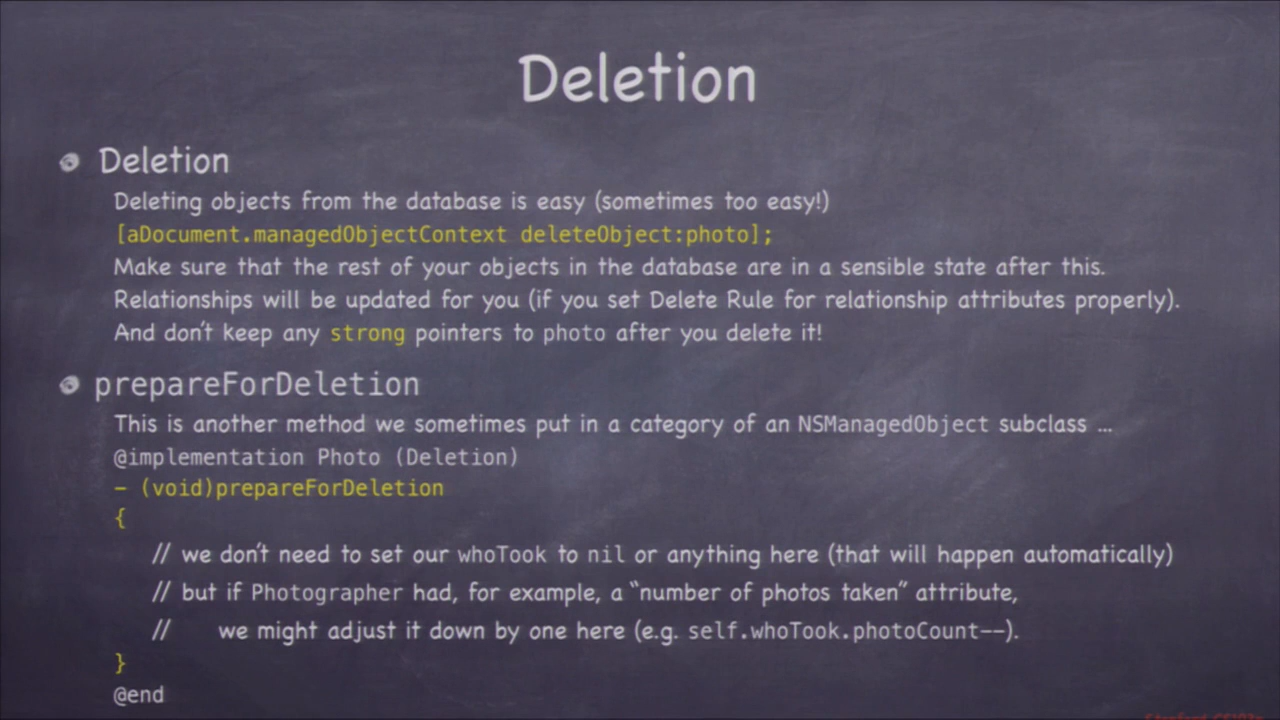 Deletion
Deletion
Deleting objects from the database is easy (sometimes too easy!)
[aDocument.managedObjectContext deleteObject:photo];
Make sure that the rest of your objects in the database are in a sensible state after this.
Relationships will be updated for you (if you set Delete Rule for relationship attributes properly).
And don't keep any strong pointers to photo after you delete it!
prepareForDeletion
This is another method we sometimes put in a category of an NSManagedObject subclass …
@implementation Photo (Deletion)
– (void)prepareForDeletion
{
// we don't need to set our whoTook to nil or anything here (that will happen automatically)
// but if Photographer had, for example, a “number of photos taken” attribute,
// we might adjust it down by one here (e.g. self.whoTook.photoCount--).
}
@end